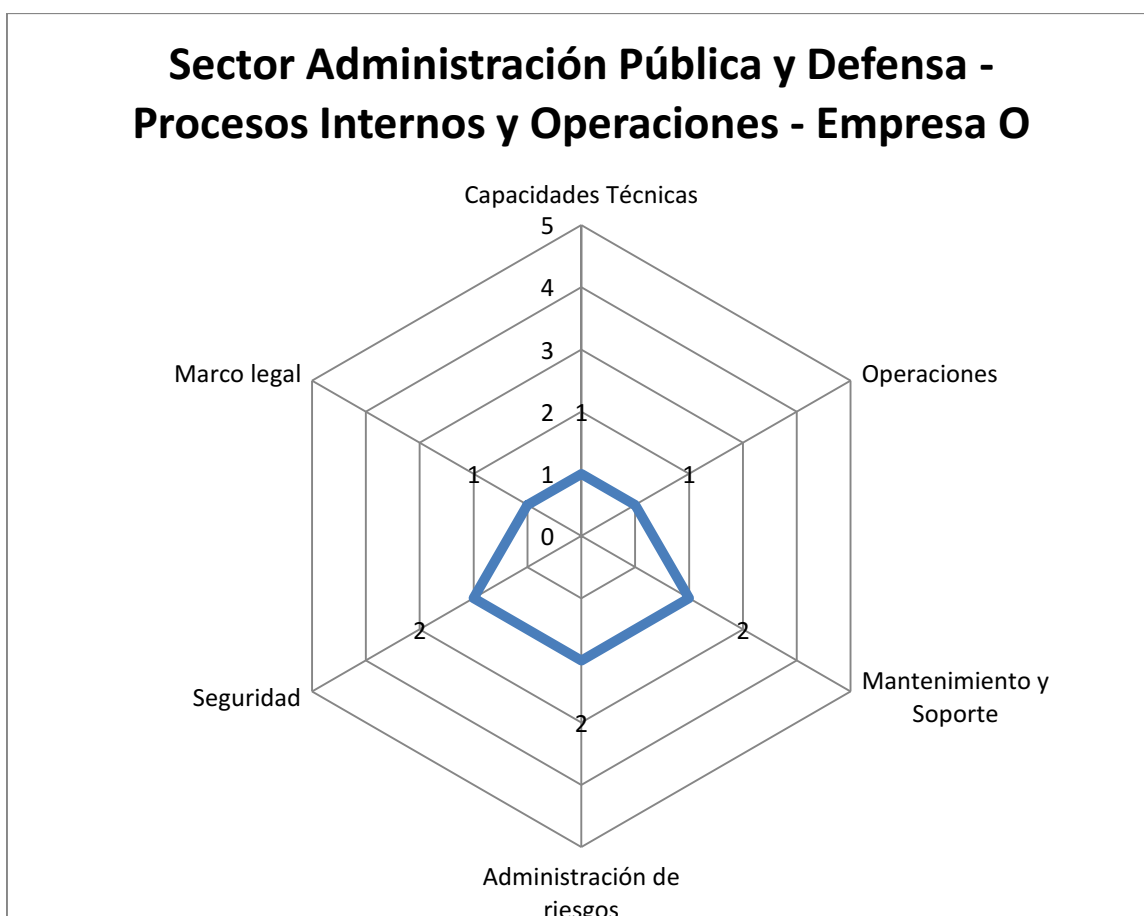 Sector Administración Pública y Defensa -
Procesos Internos y Operaciones - Empresa O
Capacidades Técnicas
5
4
Marco legal
Operaciones
3
2 1
1 1 1
0
2 2
Seguridad
Mantenimiento y
Soporte
2
Administración de
riesgos